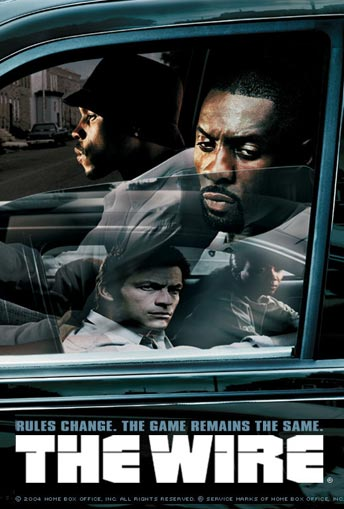 RULES CHANGE. THE GAME REMAINS THE SAME.
THE WIRE®
© 2004 HOME BOX OFFICE, INC. ALL RIGHTS RESERVED. ® SERVICE MARKS OF HOME BOX OFFICE, INC.